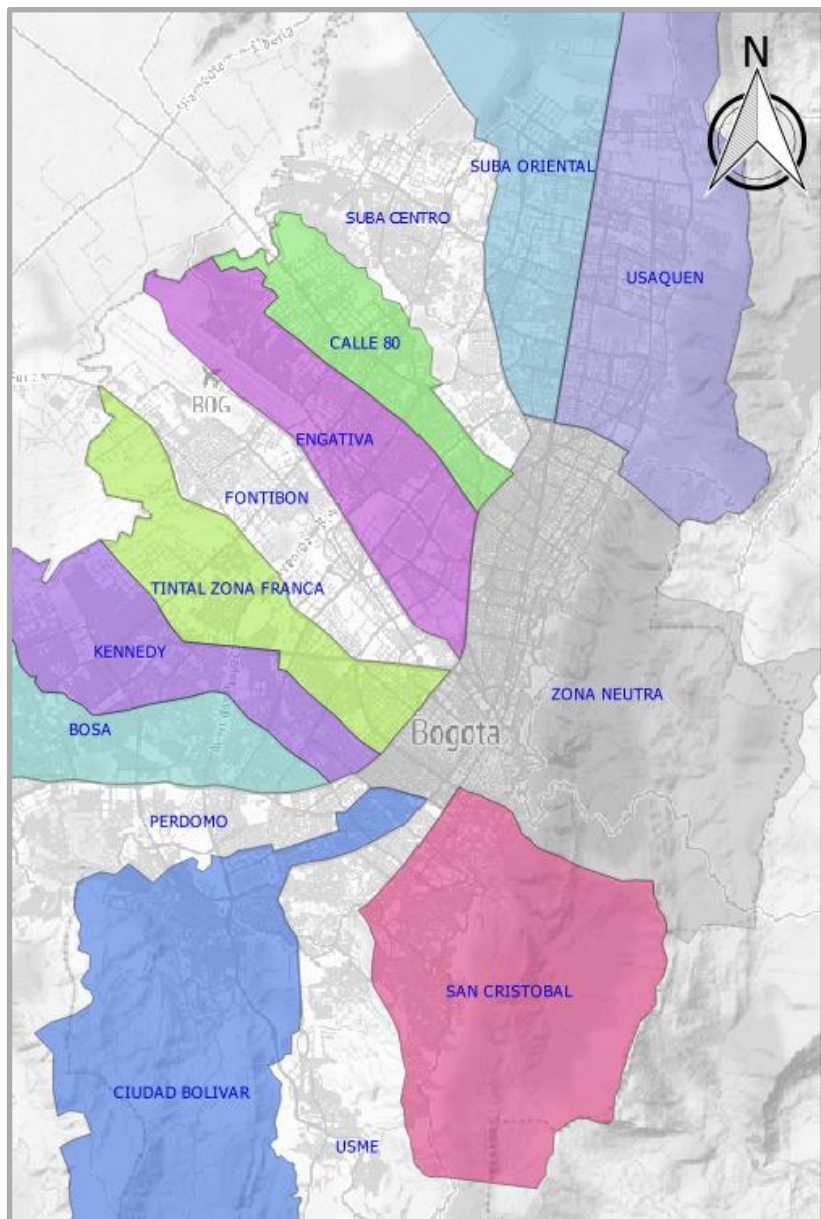 N
SUBA ORIENTAL
SUBA CENTRO
USAQUEN
CALLE 80
BOG
ENGATIVA
FONTIBON
TINTAL ZONA FRANCA
KENNEDY
ZONA NEUTRA
BOSA
Bogota
PERDOMO
SAN CRISTOBAL
CIUDAD BOLIVAR
USME